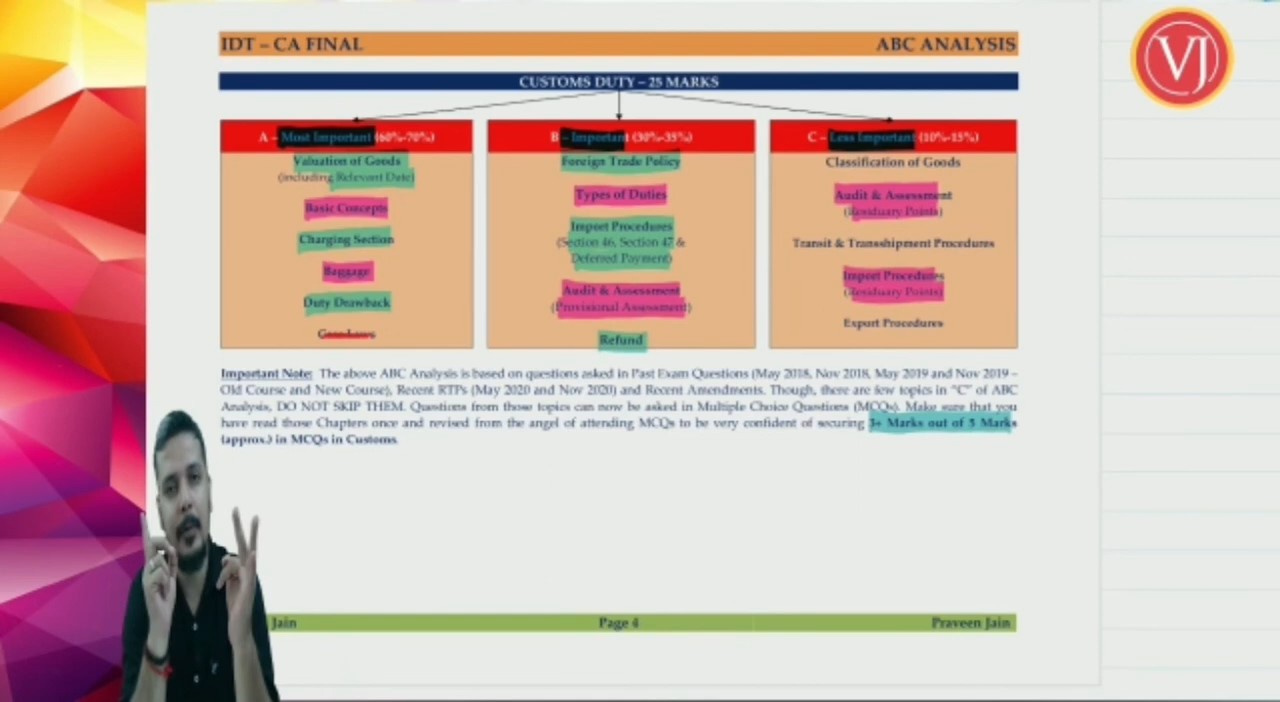 IDT – CA FINAL ABC ANALYSIS
VJ
CUSTOMS DUTY – 25 MARKS
A – Most Important (60%-70%)
Valuation of Goods
(including Relevant Date)
Basic Concepts
Charging Section
Baggage
Duty Drawback
Case Laws
B – Important (30%-35%)
Foreign Trade Policy
Types of Duties
Import Procedures
(Section 46, Section 47 &
Deferred Payment)
Audit & Assessment
(Provisional Assessment)
Refund
C – Less Important (10%-15%)
Classification of Goods
Audit & Assessment
(Residuary Points)
Transit & Transshipment Procedures
Import Procedures
(Residuary Points)
Export Procedures
Important Note: The above ABC Analysis is based on questions asked in Past Exam Questions (May 2018, Nov 2018, May 2019 and Nov 2019 –
Old Course and New Course), Recent RTPs (May 2020 and Nov 2020) and Recent Amendments. Though, there are few topics in “C” of ABC
Analysis, DO NOT SKIP THEM. Questions from those topics can now be asked in Multiple Choice Questions (MCQs). Make sure that you
have read those Chapters once and revised from the angel of attending MCQs to be very confident of securing 3+ Marks out of 5 Marks
(approx.) in MCQs in Customs.
Jain Page 4 Praveen Jain